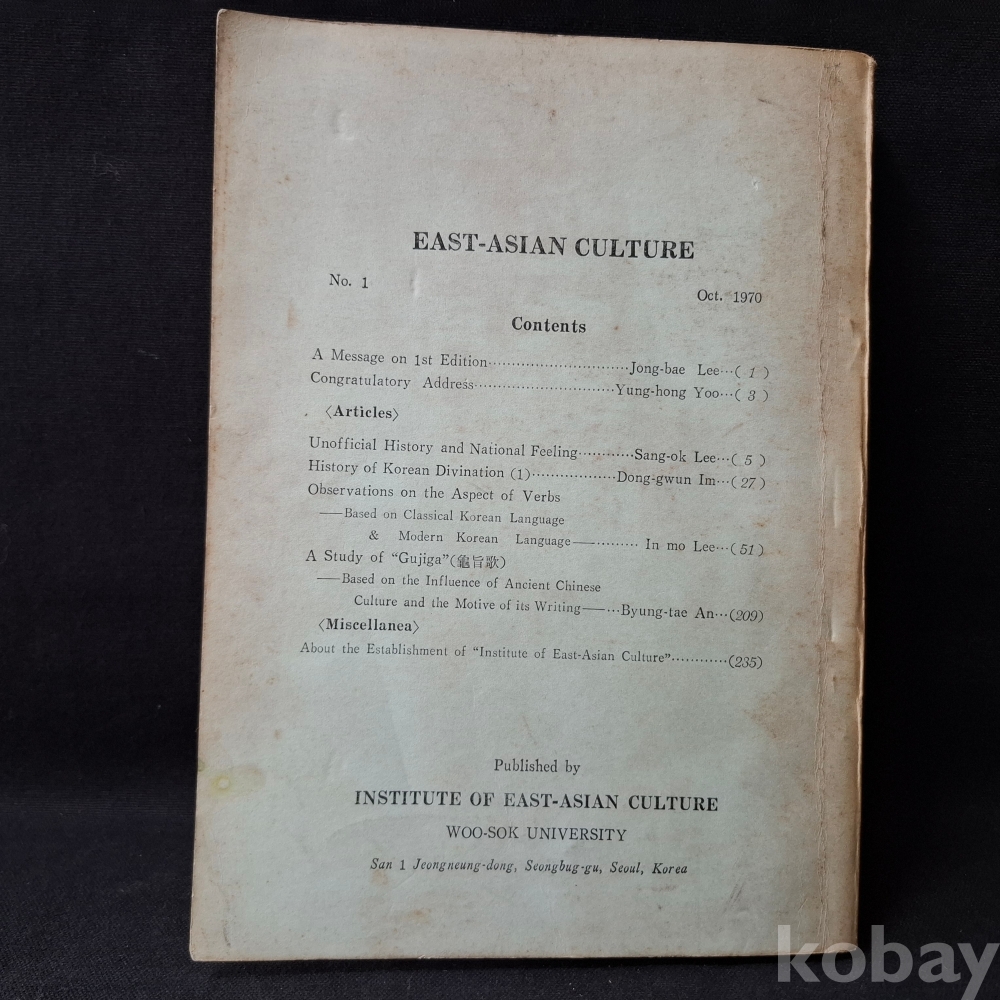 EAST-ASIAN CULTURE
No. 1
Oct. 1970
Contents
A Message on 1st Edition······························Jong-bae Lee···( 1 )
Congratulatory Address······························Yung-hong Yoo···( 3 )
〈Articles〉
Unofficial History and National Feeling············Sang-ok Lee···( 5 )
History of Korean Divination (1)··················Dong-gwun Im···(27)
Observations on the Aspect of Verbs
——Based on Classical Korean Language
& Modern Korean Language——········· In mo Lee···(51)
A Study of “Gujiga”(龜旨歌)
——Based on the Influence of Ancient Chinese
Culture and the Motive of its Writing——···Byung-tae An···(209)
〈Miscellanea〉
About the Establishment of “Institute of East-Asian Culture”············(235)
Published by
INSTITUTE OF EAST-ASIAN CULTURE
WOO-SOK UNIVERSITY
San 1 Jeongneung-dong, Seongbug-gu, Seoul, Korea
kobay